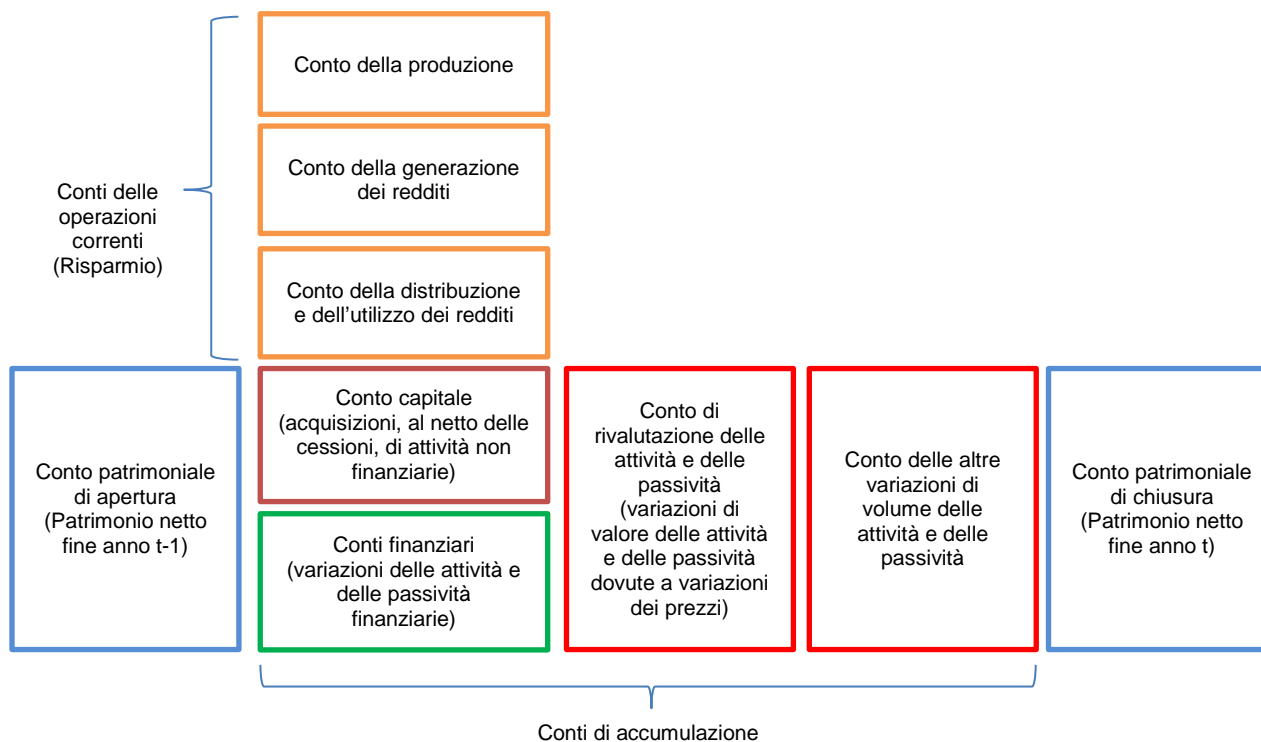 Conto della produzione
Conto della generazione
dei redditi
Conti delle
operazioni
correnti
(Risparmio)
Conto della distribuzione
e dell'utilizzo dei redditi
Conto patrimoniale
di apertura
(Patrimonio netto
fine anno t-1)
Conto capitale
(acquisizioni, al netto delle
cessioni, di attività non
finanziarie)
Conti finanziari
(variazioni delle attività e
delle passività
finanziarie)
Conto di
rivalutazione delle
attività e delle
passività
(variazioni di
valore delle attività
e delle passività
dovute a variazioni
dei prezzi)
Conto delle altre
variazioni di
volume delle
attività e delle
passività
Conto patrimoniale
di chiusura
(Patrimonio netto
fine anno t)
Conti di accumulazione